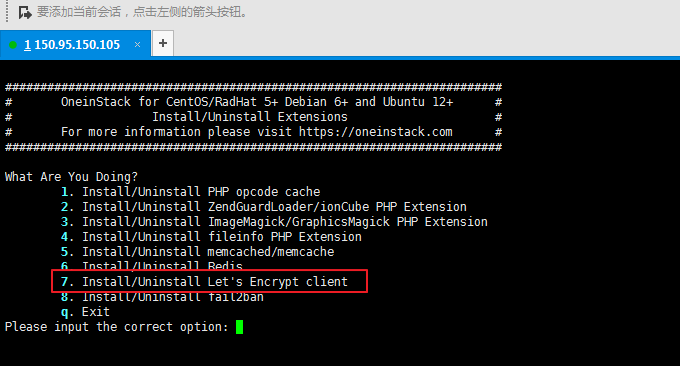 要添加当前会话，点击左侧的箭头按钮。
1 150.95.150.105 × +
#######################################################################
# OneinStack for CentOS/RadHat 5+ Debian 6+ and Ubuntu 12+ #
# Install/Uninstall Extensions #
# For more information please visit https://oneinstack.com #
#######################################################################
What Are You Doing?
1. Install/Uninstall PHP opcode cache
2. Install/Uninstall ZendGuardLoader/ionCube PHP Extension
3. Install/Uninstall ImageMagick/GraphicsMagick PHP Extension
4. Install/Uninstall fileinfo PHP Extension
5. Install/Uninstall memcached/memcache
6. Install/Uninstall Redis
7. Install/Uninstall Let's Encrypt client
8. Install/Uninstall fail2ban
q. Exit
Please input the correct option: